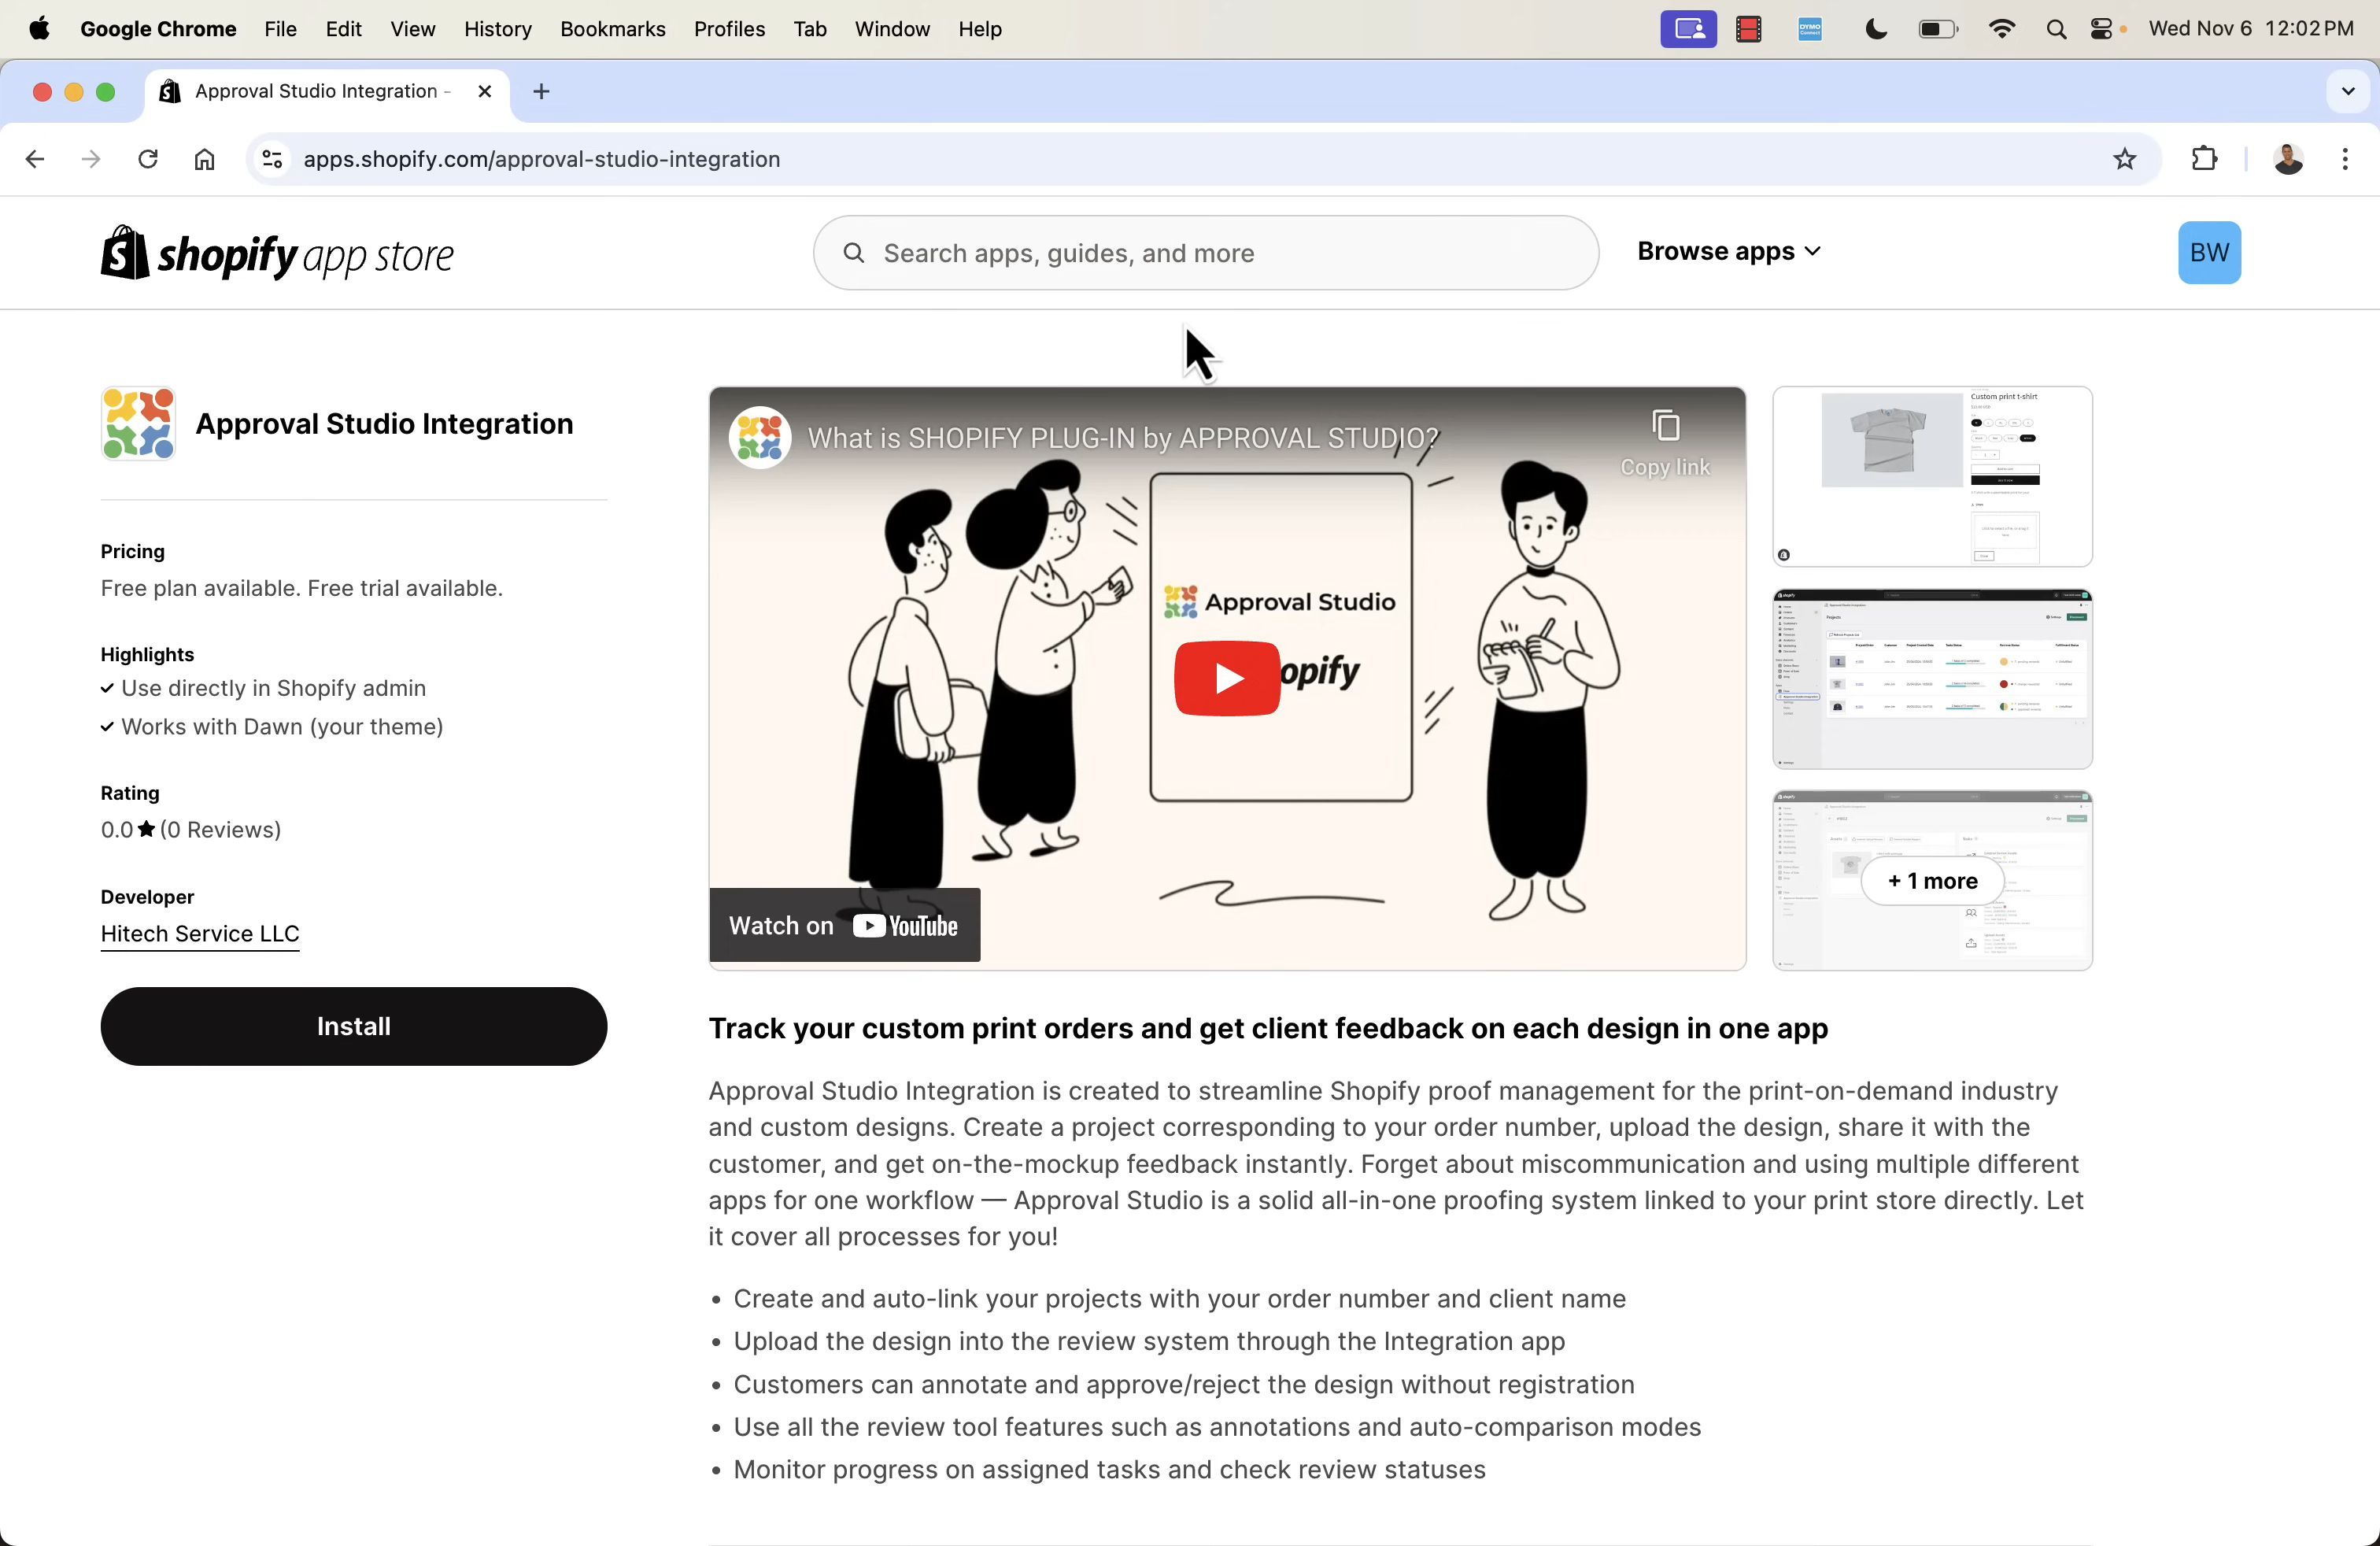 Google Chrome File Edit View History Bookmarks Profiles Tab Window Help
DYMO
Connect
Wed Nov 6 12:02 PM
Approval Studio Integration -
apps.shopify.com/approval-studio-integration
shopify app store
Search apps, guides, and more
Browse apps
BW
Approval Studio Integration
Pricing
Free plan available. Free trial available.
Highlights
Use directly in Shopify admin
Works with Dawn (your theme)
Rating
0.0 ★ (0 Reviews)
Developer
Hitech Service LLC
Install
What is SHOPIFY PLUG-IN by APPROVAL STUDIO?
Copy link
Approval Studio
opify
Watch on YouTube
Custom print t-shirt
Projects
+ 1 more
Track your custom print orders and get client feedback on each design in one app
Approval Studio Integration is created to streamline Shopify proof management for the print-on-demand industry
and custom designs. Create a project corresponding to your order number, upload the design, share it with the
customer, and get on-the-mockup feedback instantly. Forget about miscommunication and using multiple different
apps for one workflow — Approval Studio is a solid all-in-one proofing system linked to your print store directly. Let
it cover all processes for you!
• Create and auto-link your projects with your order number and client name
• Upload the design into the review system through the Integration app
• Customers can annotate and approve/reject the design without registration
• Use all the review tool features such as annotations and auto-comparison modes
• Monitor progress on assigned tasks and check review statuses